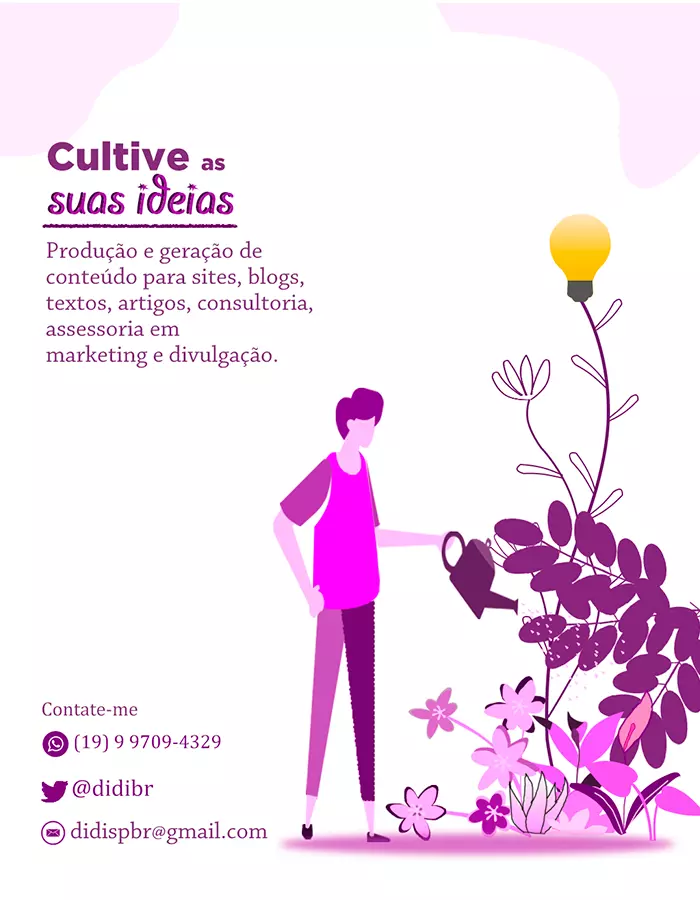 Cultive as
suas ideias
Produção e geração de
conteúdo para sites, blogs,
textos, artigos, consultoria,
assessoria em
marketing e divulgação.
Contate-me
(19) 9 9709-4329
@didibr
didispbr@gmail.com